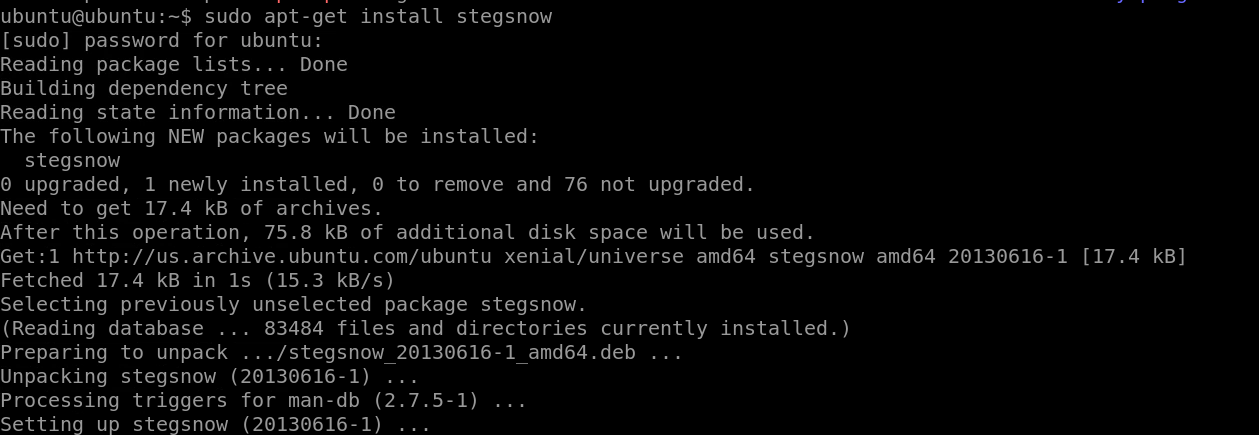 ubuntu@ubuntu:~$ sudo apt-get install stegsnow
[sudo] password for ubuntu:
Reading package lists... Done
Building dependency tree
Reading state information... Done
The following NEW packages will be installed:
  stegsnow
0 upgraded, 1 newly installed, 0 to remove and 76 not upgraded.
Need to get 17.4 kB of archives.
After this operation, 75.8 kB of additional disk space will be used.
Get:1 http://us.archive.ubuntu.com/ubuntu xenial/universe amd64 stegsnow amd64 20130616-1 [17.4 kB]
Fetched 17.4 kB in 1s (15.3 kB/s)
Selecting previously unselected package stegsnow.
(Reading database ... 83484 files and directories currently installed.)
Preparing to unpack .../stegsnow_20130616-1_amd64.deb ...
Unpacking stegsnow (20130616-1) ...
Processing triggers for man-db (2.7.5-1) ...
Setting up stegsnow (20130616-1) ...